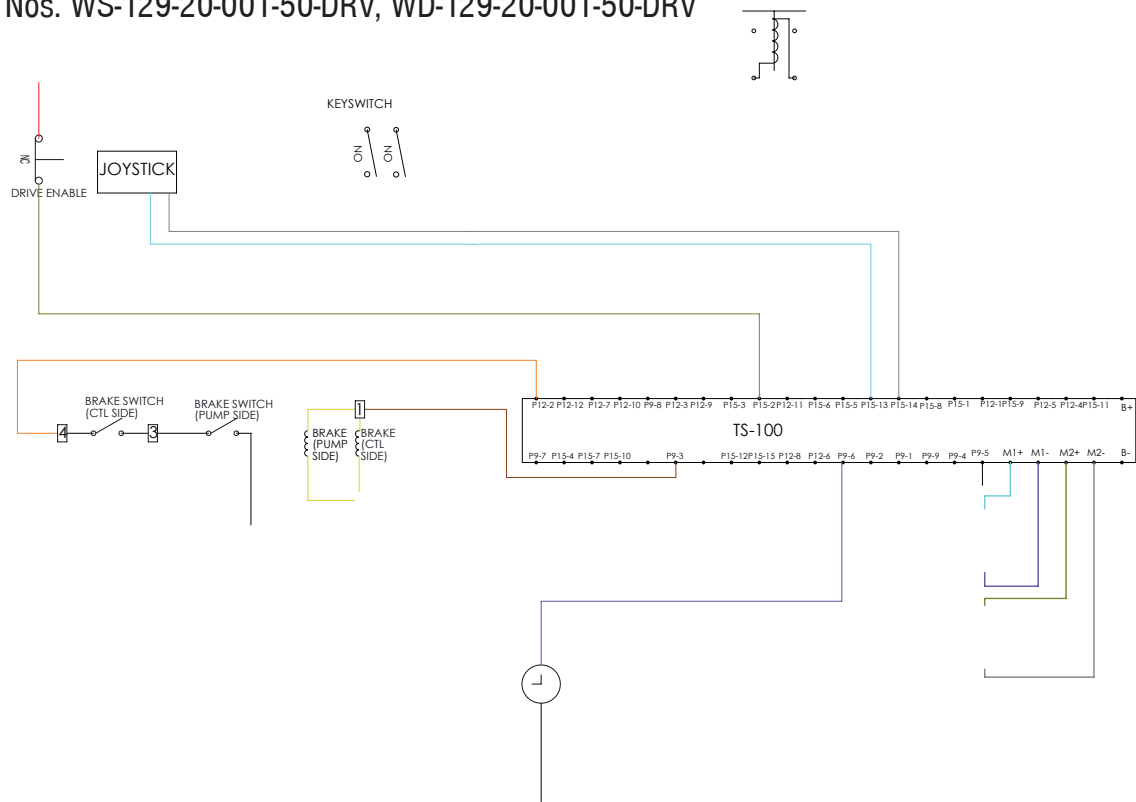 Nos. WS-129-20-001-50-DRV, WD-129-20-001-50-DRV
KEYSWITCH
ON
ON
NC
JOYSTICK
DRIVE ENABLE
BRAKE SWITCH
(CTL SIDE)
BRAKE SWITCH
(PUMP SIDE)
4
3
1
BRAKE
(PUMP
SIDE)
BRAKE
(CTL
SIDE)
P12-2 P12-12 P12-7 P12-10 P9-8 P12-3 P12-9 P15-3 P15-2 P12-11 P15-6 P15-5 P15-13 P15-14 P15-8 P15-1 P12-1 P15-9 P12-5 P12-4 P15-11 B+
TS-100
P9-7 P15-4 P15-7 P15-10 P9-3 P15-12 P15-15 P12-8 P12-6 P9-6 P9-2 P9-1 P9-9 P9-4 P9-5 M1+ M1- M2+ M2- B-